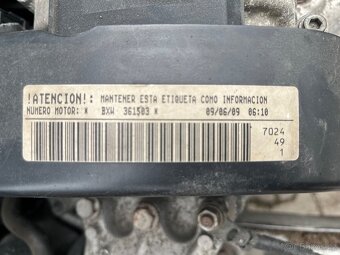 !ATENCION!: MANTENER ESTA ETIQUETA COMO INFORMACION
NUMERO MOTOR: * BXW 361503 * 09/06/09 06:10
7024
49
1